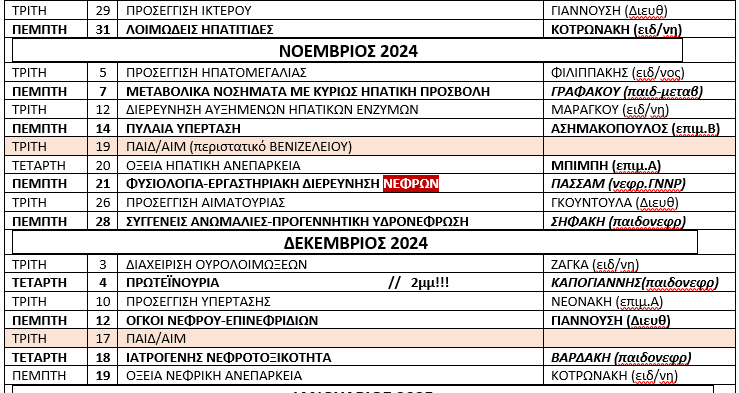 ΤΡΙΤΗ 29 ΠΡΟΣΕΓΓΙΣΗ ΙΚΤΕΡΟΥ ΓΙΑΝΝΟΥΣΗ (Διευθ)
ΠΕΜΠΤΗ 31 ΛΟΙΜΩΔΕΙΣ ΗΠΑΤΙΤΙΔΕΣ ΚΟΤΡΩΝΑΚΗ (ειδ/νη)
ΝΟΕΜΒΡΙΟΣ 2024
ΤΡΙΤΗ 5 ΠΡΟΣΕΓΓΙΣΗ ΗΠΑΤΟΜΕΓΑΛΙΑΣ ΦΙΛΙΠΠΑΚΗΣ (ειδ/νος)
ΠΕΜΠΤΗ 7 ΜΕΤΑΒΟΛΙΚΑ ΝΟΣΗΜΑΤΑ ΜΕ ΚΥΡΙΩΣ ΗΠΑΤΙΚΗ ΠΡΟΣΒΟΛΗ ΓΡΑΦΑΚΟΥ (παιδ-μεταβ)
ΤΡΙΤΗ 12 ΔΙΕΡΕΥΝΗΣΗ ΑΥΞΗΜΕΝΩΝ ΗΠΑΤΙΚΩΝ ΕΝΖΥΜΩΝ ΜΑΡΑΓΚΟΥ (ειδ/νη)
ΠΕΜΠΤΗ 14 ΠΥΛΑΙΑ ΥΠΕΡΤΑΣΗ ΑΣΗΜΑΚΟΠΟΥΛΟΣ (επιμ.Β)
ΤΡΙΤΗ 19 ΠΑΙΔ/ΑΙΜ (περιστατικό ΒΕΝΙΖΕΛΕΙΟΥ)
ΤΕΤΑΡΤΗ 20 ΟΞΕΙΑ ΗΠΑΤΙΚΗ ΑΝΕΠΑΡΚΕΙΑ ΜΠΙΜΠΗ (επιμ.Α)
ΠΕΜΠΤΗ 21 ΦΥΣΙΟΛΟΓΙΑ-ΕΡΓΑΣΤΗΡΙΑΚΗ ΔΙΕΡΕΥΝΗΣΗ ΝΕΦΡΩΝ ΠΑΣΣΑΜ (νεφρ.ΓΝΝΡ)
ΤΡΙΤΗ 26 ΠΡΟΣΕΓΓΙΣΗ ΑΙΜΑΤΟΥΡΙΑΣ ΓΚΟΥΝΤΟΥΛΑ (Διευθ)
ΠΕΜΠΤΗ 28 ΣΥΓΓΕΝΕΙΣ ΑΝΩΜΑΛΙΕΣ-ΠΡΟΓΕΝΝΗΤΙΚΗ ΥΔΡΟΝΕΦΡΩΣΗ ΣΗΦΑΚΗ (παιδονεφρ)
ΔΕΚΕΜΒΡΙΟΣ 2024
ΤΡΙΤΗ 3 ΔΙΑΧΕΙΡΙΣΗ ΟΥΡΟΛΟΙΜΩΞΕΩΝ ΖΑΓΚΑ (ειδ/νη)
ΤΕΤΑΡΤΗ 4 ΠΡΩΤΕΪΝΟΥΡΙΑ // 2μμ!!! ΚΑΠΟΓΙΑΝΝΗΣ(παιδονεφρ)
ΤΡΙΤΗ 10 ΠΡΟΣΕΓΓΙΣΗ ΥΠΕΡΤΑΣΗΣ ΝΕΟΝΑΚΗ (επιμ.Α)
ΠΕΜΠΤΗ 12 ΟΓΚΟΙ ΝΕΦΡΟΥ-ΕΠΙΝΕΦΡΙΔΙΩΝ ΓΙΑΝΝΟΥΣΗ (Διευθ)
ΤΡΙΤΗ 17 ΠΑΙΔ/ΑΙΜ
ΤΕΤΑΡΤΗ 18 ΙΑΤΡΟΓΕΝΗΣ ΝΕΦΡΟΤΟΞΙΚΟΤΗΤΑ ΒΑΡΔΑΚΗ (παιδονεφρ)
ΠΕΜΠΤΗ 19 ΟΞΕΙΑ ΝΕΦΡΙΚΗ ΑΝΕΠΑΡΚΕΙΑ ΚΟΤΡΩΝΑΚΗ (ειδ/νη)